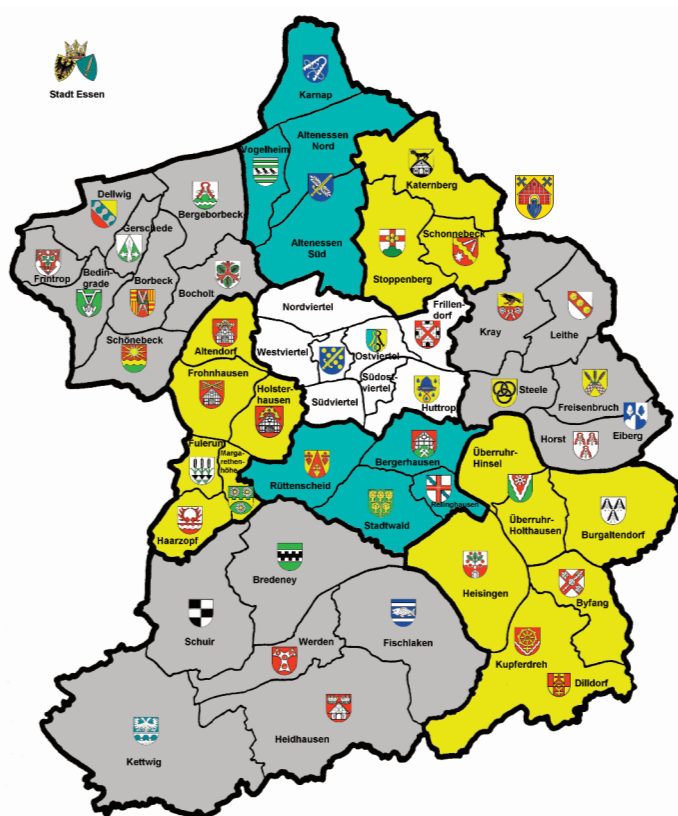 Stadt Essen
Karnap
Altenessen
Nord
Vogelheim
Katernberg
Dellwig
Bergeborbeck
Gerschede
Altenessen
Süd
Schonnebeck
Stoppenberg
Frintrop
Bedin-
grade
Borbeck
Bocholt
Nordviertel
Frillen-
dorf
Kray
Leithe
Schönebeck
Altendorf
Westviertel
Ostviertel
Frohnhausen
Holster-
hausen
Südviertel
Südost-
viertel
Huttrop
Steele
Freisenbruch
Eiberg
Horst
Fulerum
Marga-
rethen-
höhe
Bergerhausen
Überruhr-
Hinsel
Rüttenscheid
Rellinghausen
Stadtwald
Überruhr-
Holthausen
Burgaltendorf
Haarzopf
Bredeney
Heisingen
Byfang
Schuir
Werden
Fischlaken
Kupferdreh
Dilldorf
Heidhausen
Kettwig